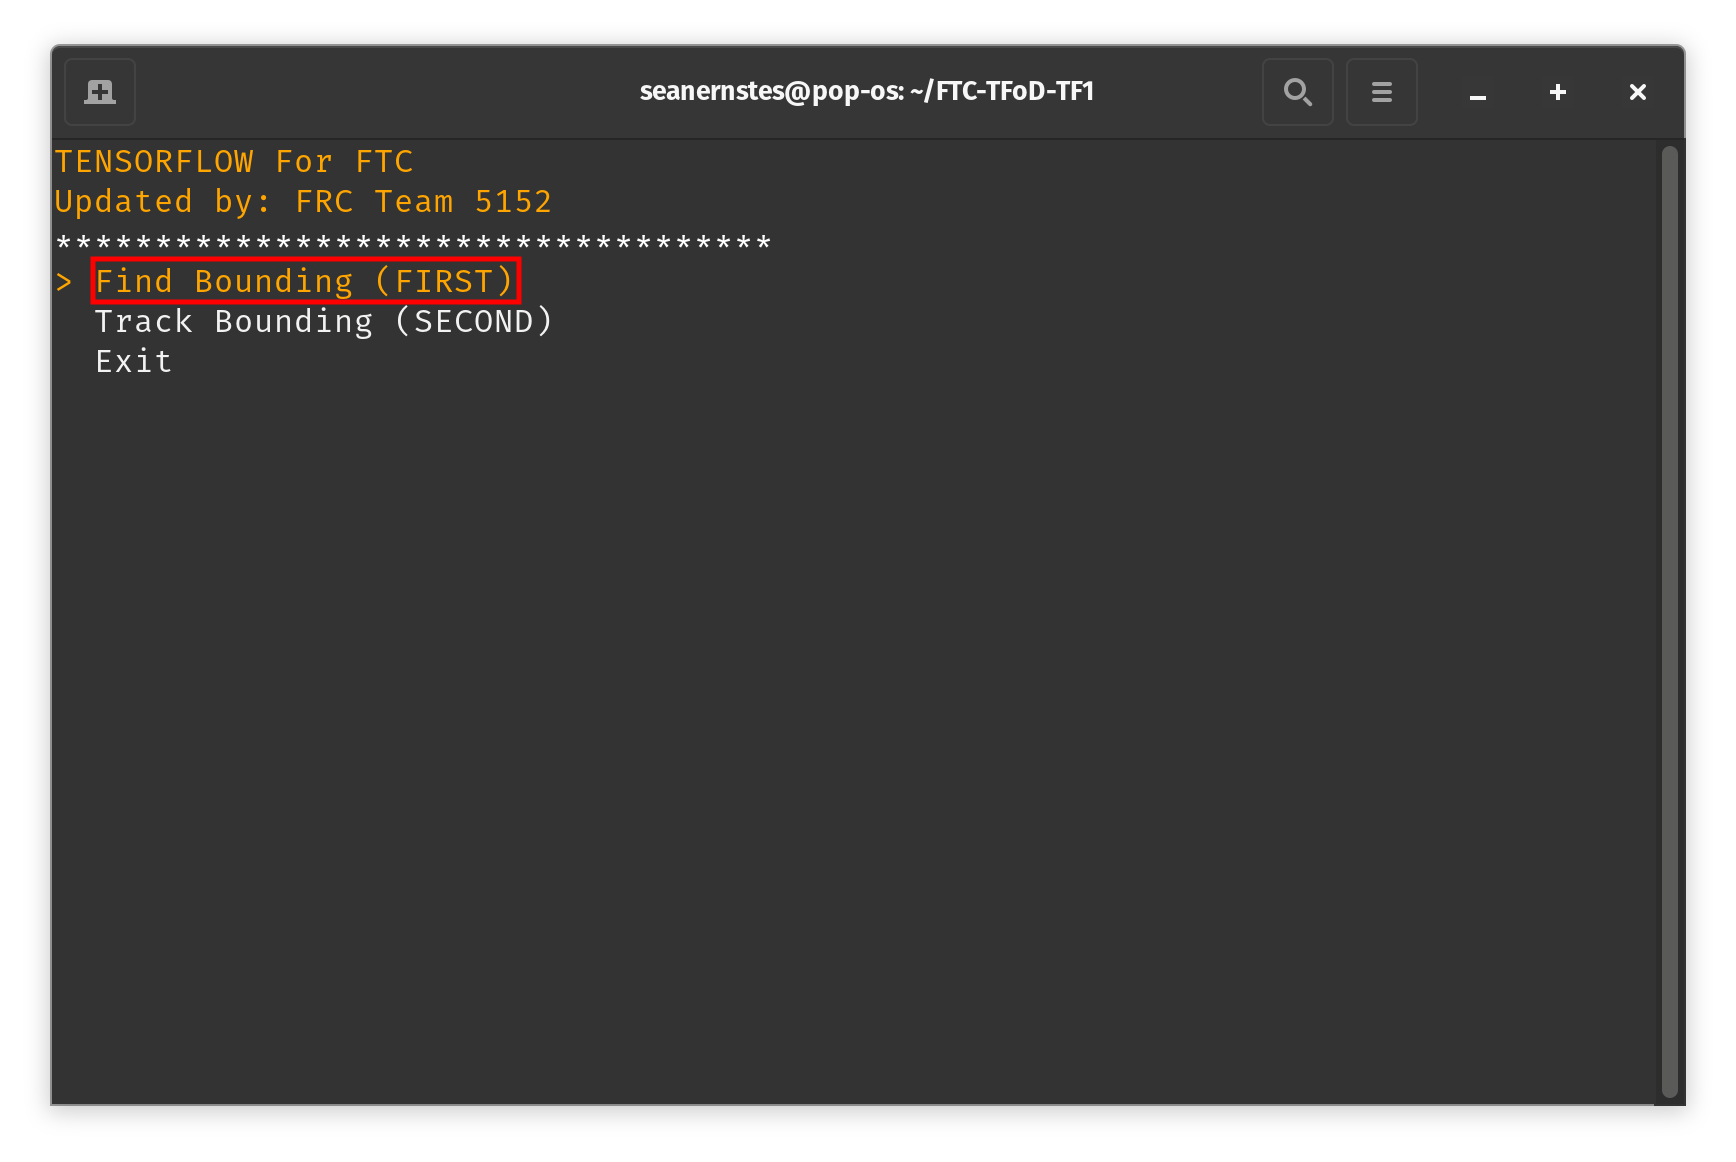 seanernstes@pop-os: ~/FTC-TFoD-TF1
TENSORFLOW For FTC
Updated by: FRC Team 5152
************************************
> Find Bounding (FIRST)
Track Bounding (SECOND)
Exit